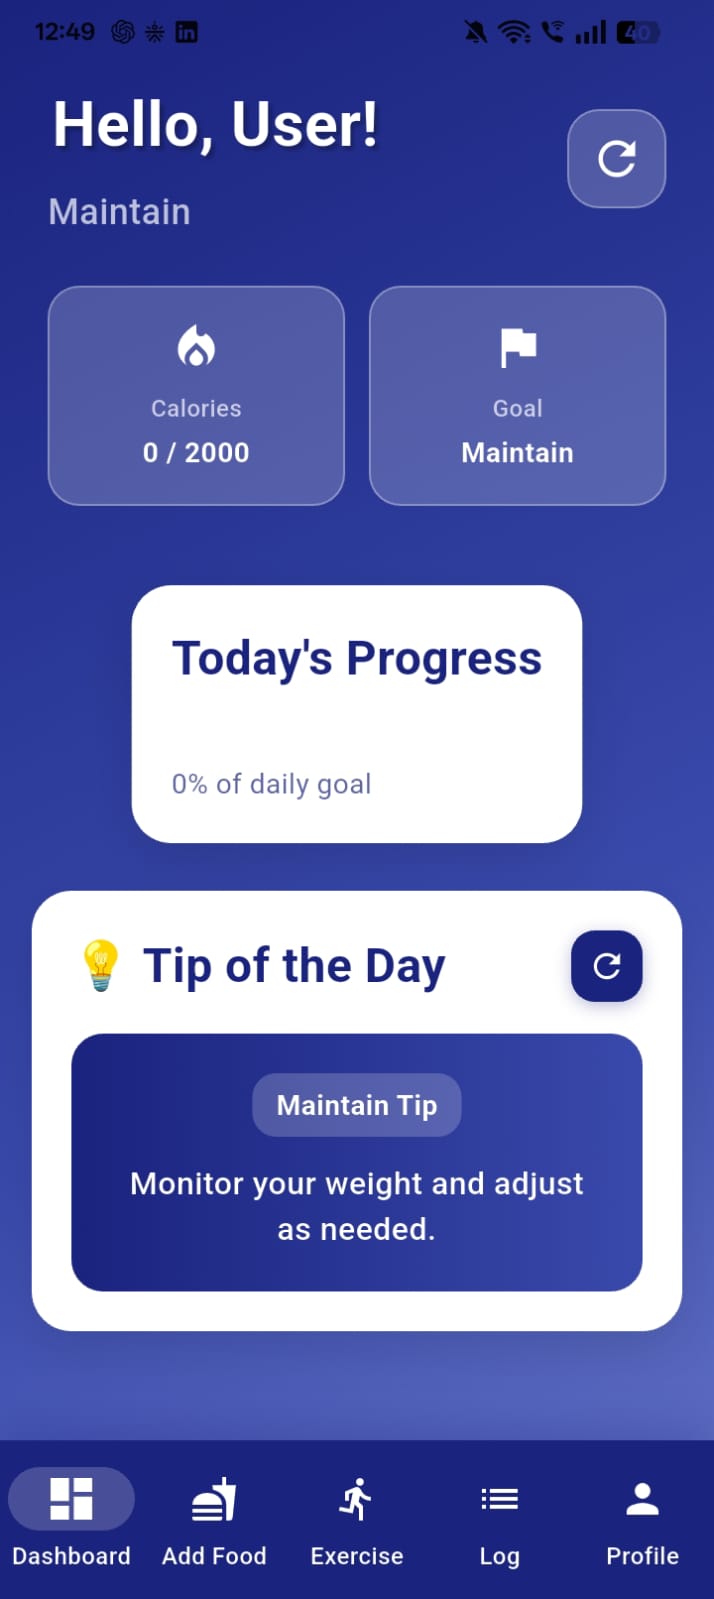 12:49
40
Hello, User!
Maintain
Calories
0 / 2000
Goal
Maintain
Today's Progress
0% of daily goal
💡 Tip of the Day
Maintain Tip
Monitor your weight and adjust
as needed.
Dashboard
Add Food
Exercise
Log
Profile